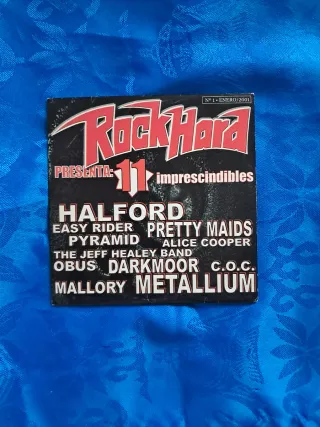 Nº 1 - ENERO/2001
RockHard
PRESENTA: 11 imprescindibles
HALFORD
EASY RIDER PRETTY MAIDS
PYRAMID ALICE COOPER
THE JEFF HEALEY BAND
OBUS DARKMOOR C.O.C.
MALLORY METALLIUM